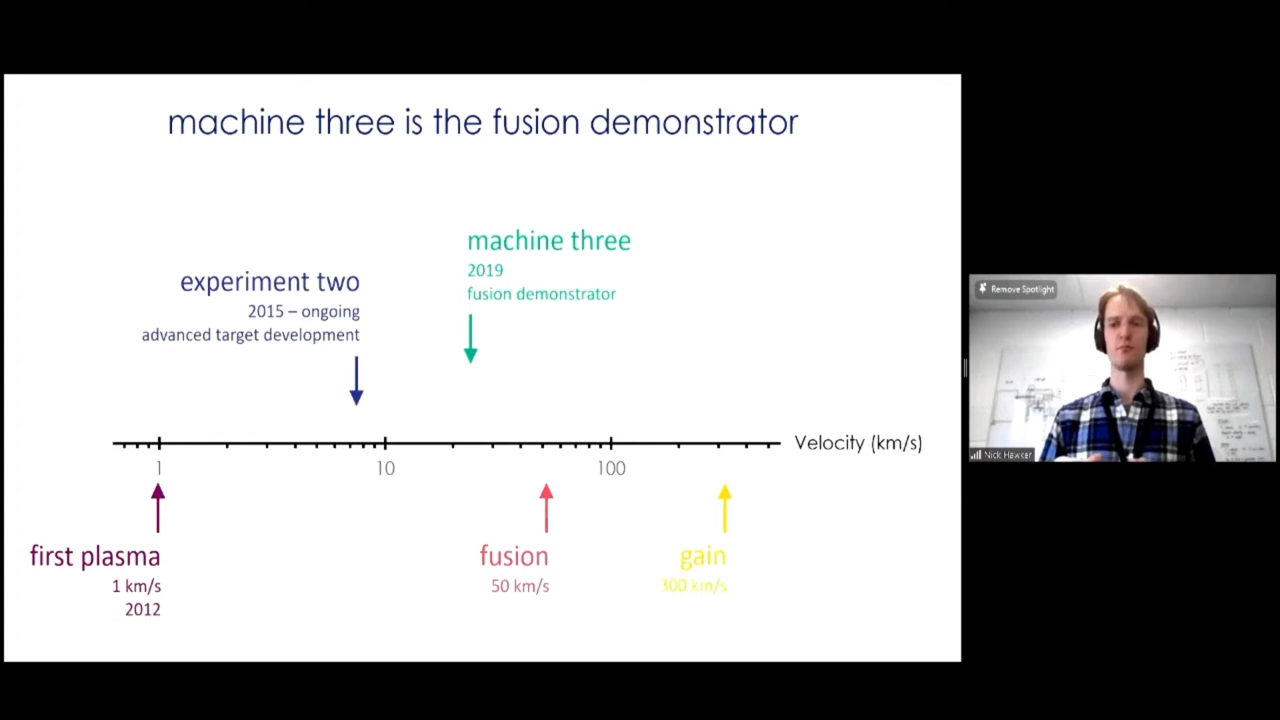 machine three is the fusion demonstrator
machine three
2019
fusion demonstrator
experiment two
2015 – ongoing
advanced target development
Velocity (km/s)
1
10
100
first plasma
1 km/s
2012
fusion
50 km/s
gain
300 km/s
Remove Spotlight
Nick Hawker